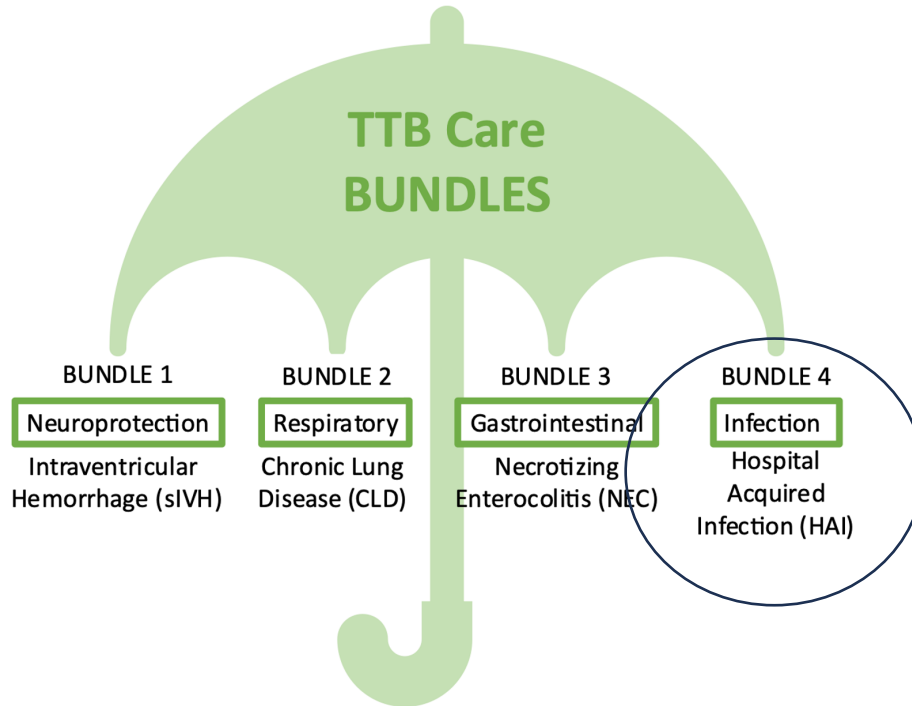 TTB Care
BUNDLES
BUNDLE 1
Neuroprotection
Intraventricular
Hemorrhage (sIVH)
BUNDLE 2
Respiratory
Chronic Lung
Disease (CLD)
BUNDLE 3
Gastrointestinal
Necrotizing
Enterocolitis (NEC)
BUNDLE 4
Infection
Hospital
Acquired
Infection (HAI)